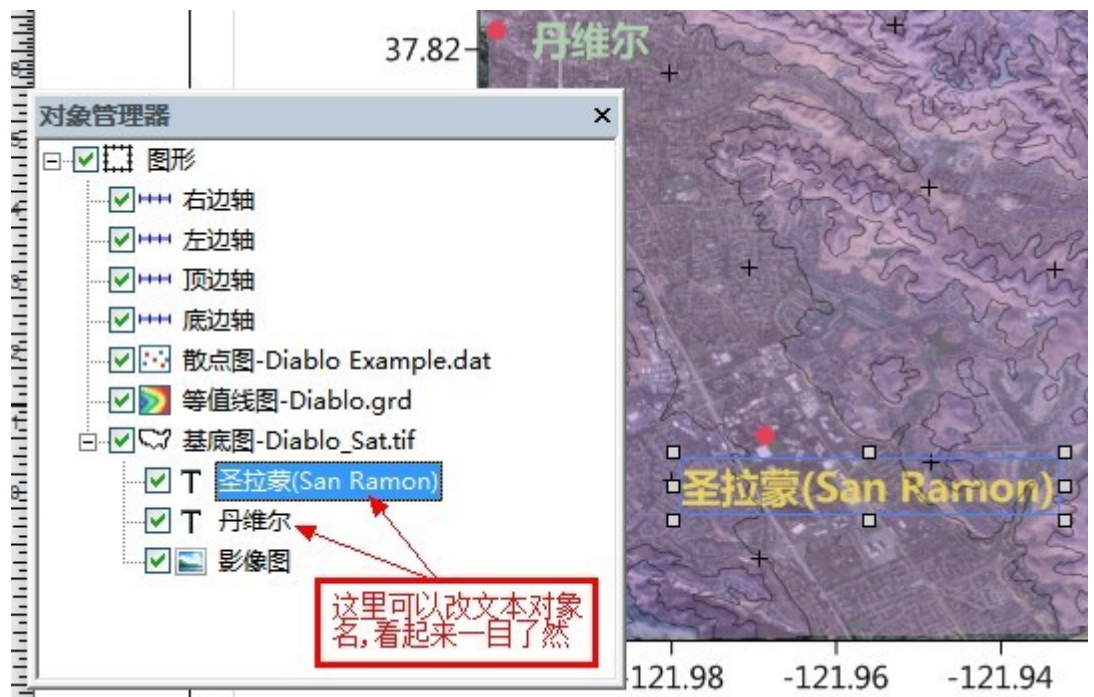 37.82
丹维尔
对象管理器
图形
右边轴
左边轴
顶边轴
底边轴
散点图-Diablo Example.dat
等值线图-Diablo.grd
基底图-Diablo_Sat.tif
圣拉蒙(San Ramon)
丹维尔
影像图
这里可以改文本对象
名,看起来一目了然
圣拉蒙(San Ramon)
-121.98
-121.96
-121.94